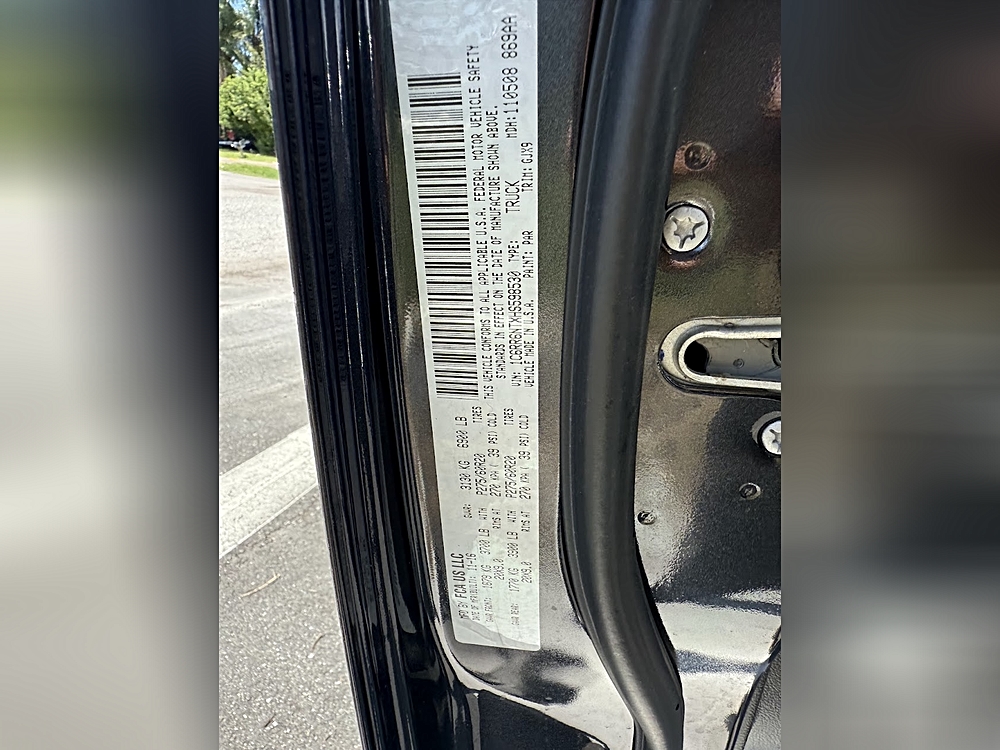 MFD BY FCA US LLC
DATE OF MFR(BUILD): 11-16 GVWR: 3130 KG 6900 LB
GAWR FRONT: 1679 KG 3700 LB WITH P275/60R20 TIRES
20X9.0 RIMS AT 270 KPA( 39 PSI) COLD
GAWR REAR: 1770 KG 3900 LB WITH P275/60R20 TIRES
20X9.0 RIMS AT 270 KPA( 39 PSI) COLD
THIS VEHICLE CONFORMS TO ALL APPLICABLE U.S.A. FEDERAL MOTOR VEHICLE SAFETY
STANDARDS IN EFFECT ON THE DATE OF MANUFACTURE SHOWN ABOVE.
VIN: 1C6RR6NTXHS598530 TYPE: TRUCK MDH: 110508 869AA
VEHICLE MADE IN U.S.A. PAINT: PAR TRIM: GJX9